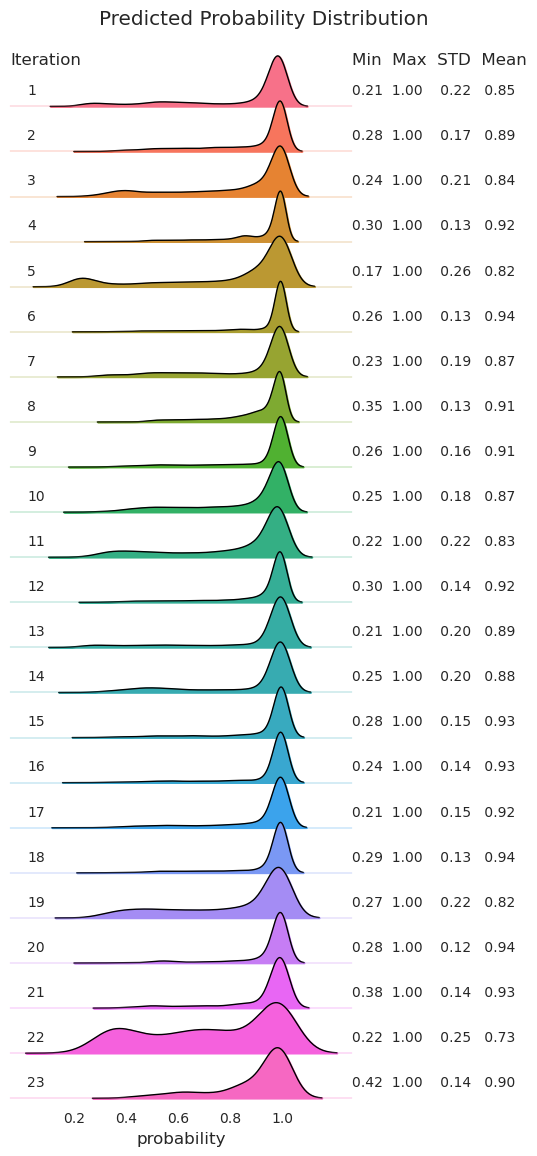 Predicted Probability Distribution
Iteration Min Max STD Mean
1 0.21 1.00 0.22 0.85
2 0.28 1.00 0.17 0.89
3 0.24 1.00 0.21 0.84
4 0.30 1.00 0.13 0.92
5 0.17 1.00 0.26 0.82
6 0.26 1.00 0.13 0.94
7 0.23 1.00 0.19 0.87
8 0.35 1.00 0.13 0.91
9 0.26 1.00 0.16 0.91
10 0.25 1.00 0.18 0.87
11 0.22 1.00 0.22 0.83
12 0.30 1.00 0.14 0.92
13 0.21 1.00 0.20 0.89
14 0.25 1.00 0.20 0.88
15 0.28 1.00 0.15 0.93
16 0.24 1.00 0.14 0.93
17 0.21 1.00 0.15 0.92
18 0.29 1.00 0.13 0.94
19 0.27 1.00 0.22 0.82
20 0.28 1.00 0.12 0.94
21 0.38 1.00 0.14 0.93
22 0.22 1.00 0.25 0.73
23 0.42 1.00 0.14 0.90
0.2 0.4 0.6 0.8 1.0
probability